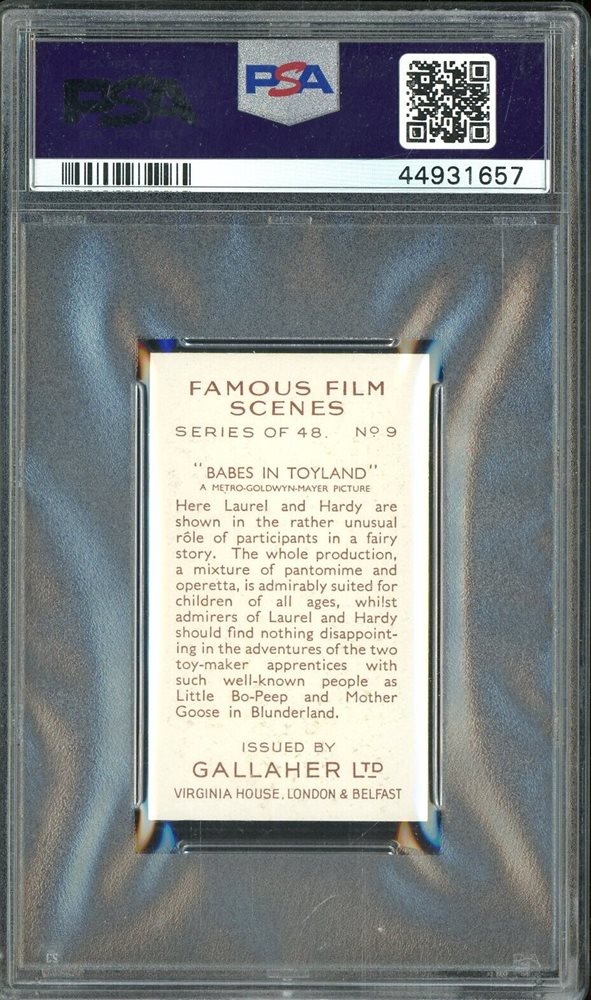 PSA
PSA
44931657
FAMOUS FILM
SCENES
SERIES OF 48. Nº 9
"BABES IN TOYLAND"
A METRO-GOLDWYN-MAYER PICTURE
Here Laurel and Hardy are
shown in the rather unusual
rôle of participants in a fairy
story. The whole production,
a mixture of pantomime and
operetta, is admirably suited for
children of all ages, whilst
admirers of Laurel and Hardy
should find nothing disappoint-
ing in the adventures of the two
toy-maker apprentices with
such well-known people as
Little Bo-Peep and Mother
Goose in Blunderland.
ISSUED BY
GALLAHER LTD
VIRGINIA HOUSE, LONDON & BELFAST
CS
PSA